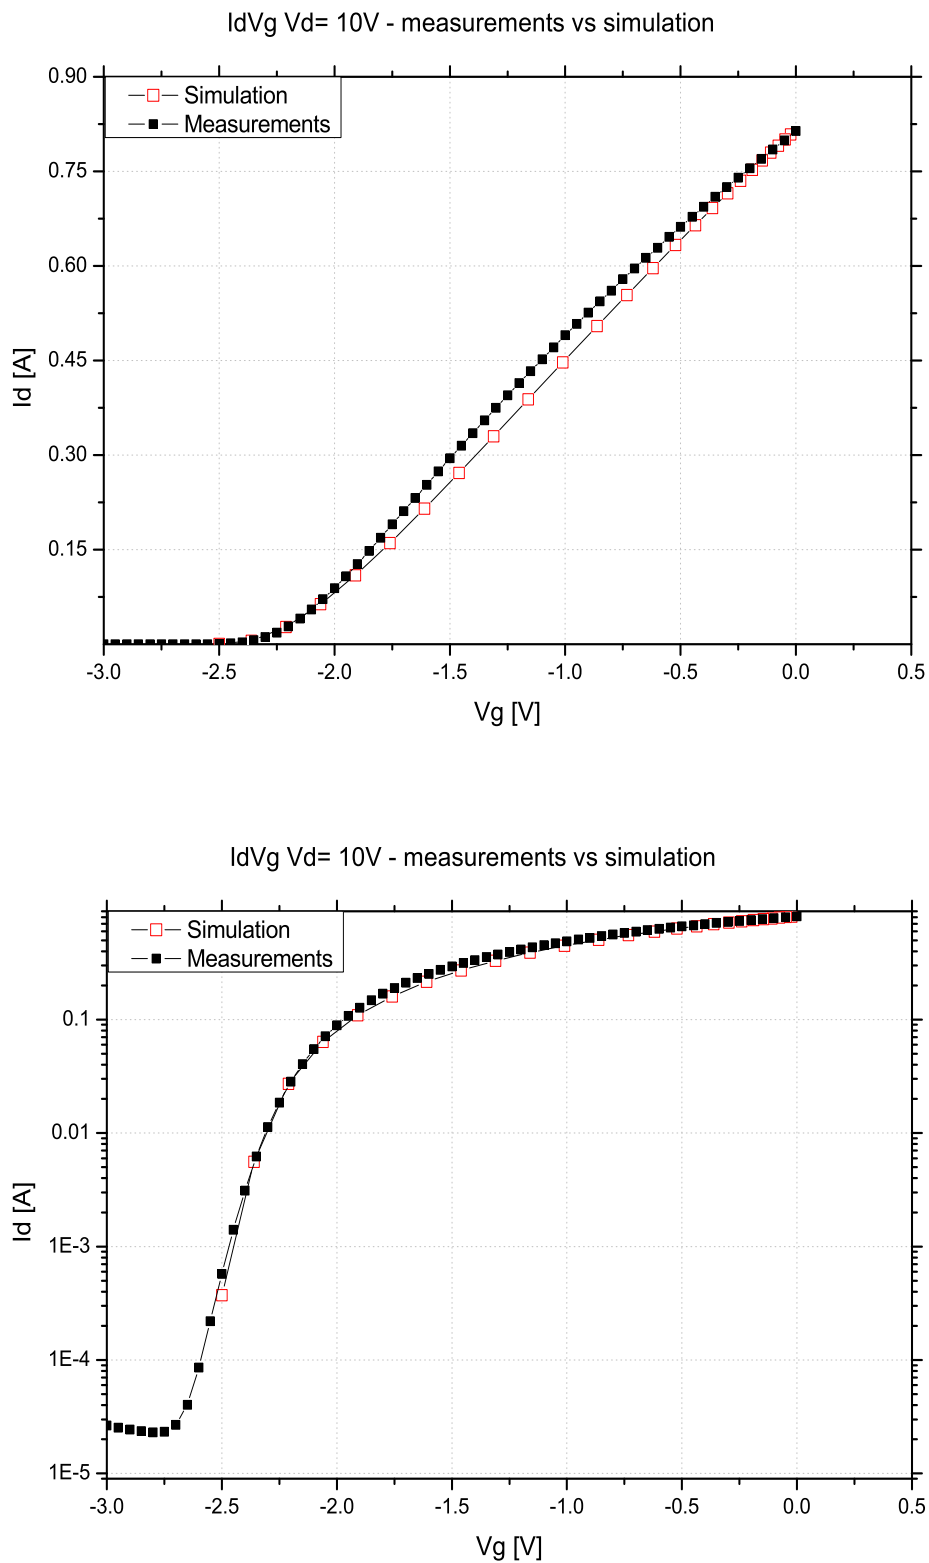 IdVg Vd= 10V - measurements vs simulation
0.90
Simulation
Measurements
0.75
0.60
0.45
0.30
0.15
Id [A]
-3.0 -2.5 -2.0 -1.5 -1.0 -0.5 0.0 0.5
Vg [V]
IdVg Vd= 10V - measurements vs simulation
Simulation
Measurements
0.1
0.01
1E-3
1E-4
1E-5
Id [A]
-3.0 -2.5 -2.0 -1.5 -1.0 -0.5 0.0 0.5
Vg [V]